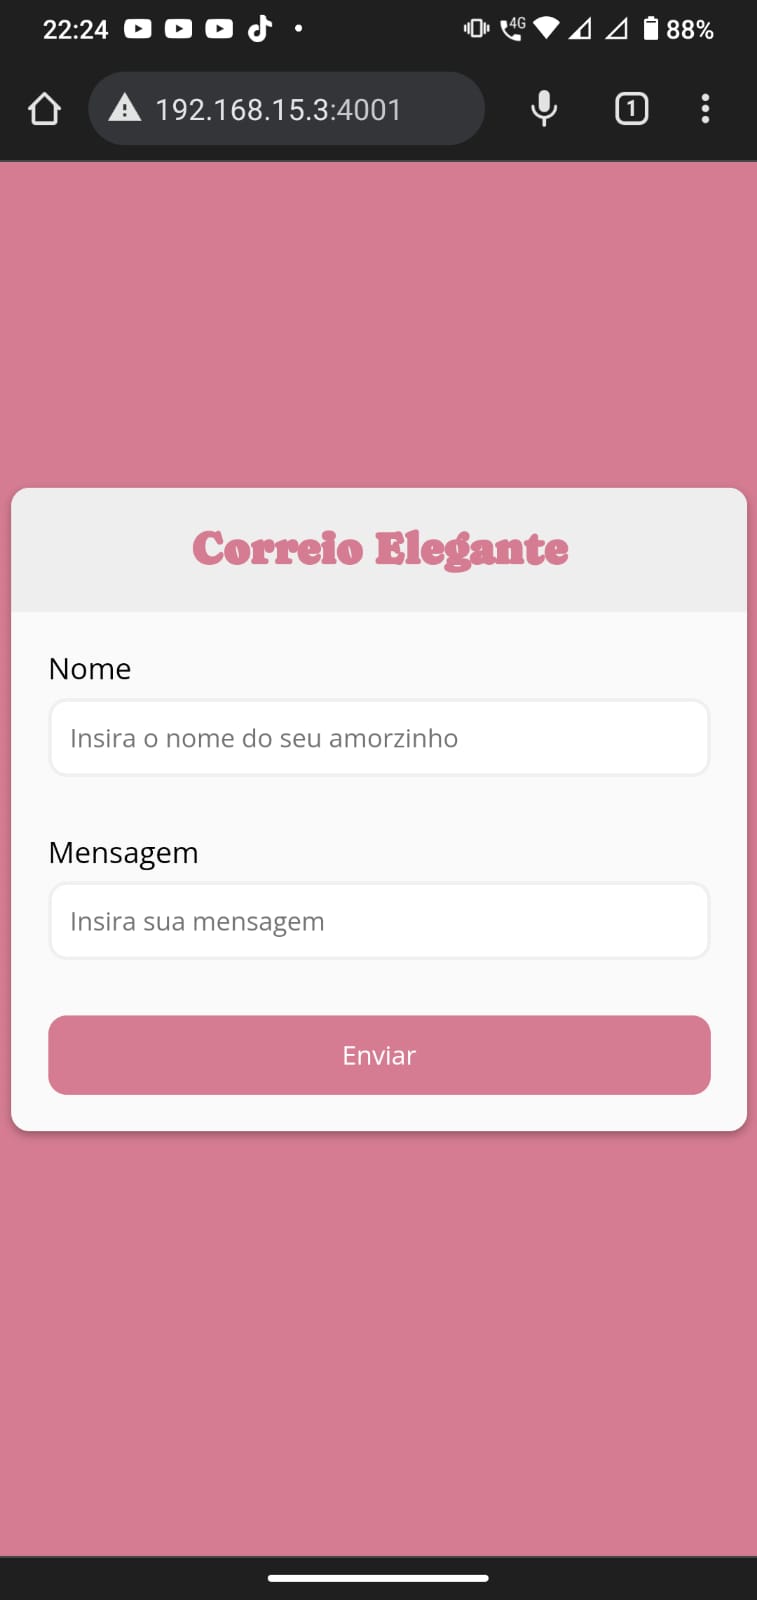 22:24
4G
88%
192.168.15.3:4001
1
Correio Elegante
Nome
Insira o nome do seu amorzinho
Mensagem
Insira sua mensagem
Enviar